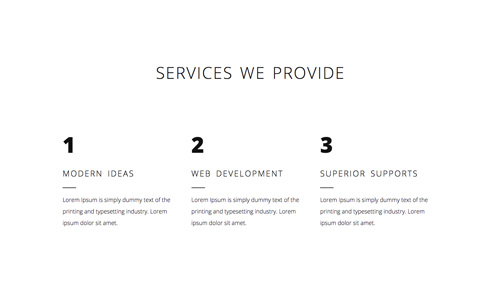 SERVICES WE PROVIDE
1
MODERN IDEAS
Lorem Ipsum is simply dummy text of the
printing and typesetting industry. Lorem
ipsum dolor sit amet.
2
WEB DEVELOPMENT
Lorem Ipsum is simply dummy text of the
printing and typesetting industry. Lorem
ipsum dolor sit amet.
3
SUPERIOR SUPPORTS
Lorem Ipsum is simply dummy text of the
printing and typesetting industry. Lorem
ipsum dolor sit amet.